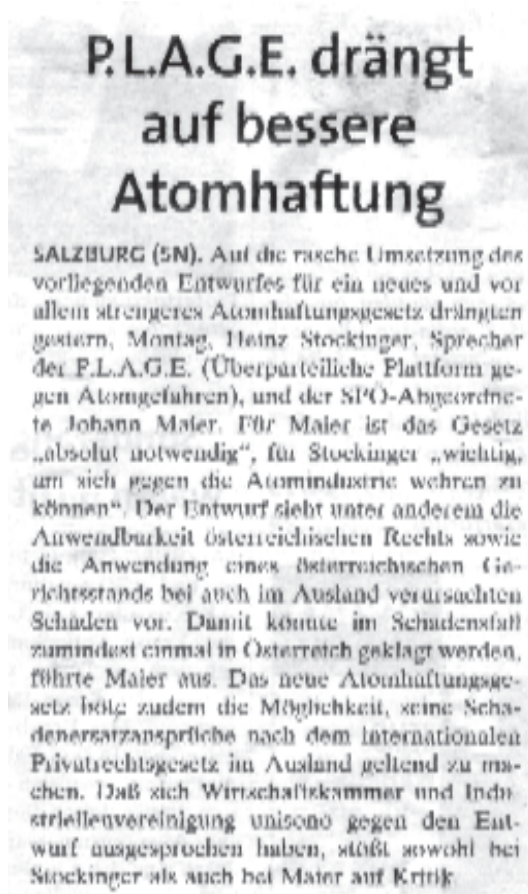 P.L.A.G.E. drängt
auf bessere
Atomhaftung
SALZBURG (SN). Auf die rasche Umsetzung des
vorliegenden Entwurfes für ein neues und vor
allem strengeres Atomhaftungsgesetz drängten
gestern, Montag, Heinz Stockinger, Sprecher
der P.L.A.G.E. (Überparteiliche Plattform ge-
gen Atomgefahren), und der SPÖ-Abgeordne-
te Johann Maier. Für Maier ist das Gesetz
„absolut notwendig“, für Stockinger „wichtig,
um sich gegen die Atomindustrie wehren zu
können“. Der Entwurf sieht unter anderem die
Anwendbarkeit österreichischen Rechts sowie
die Anwendung eines österreichischen Ge-
richtsstands bei auch im Ausland verursachten
Schäden vor. Damit könnte im Schadensfall
zumindest einmal in Österreich geklagt werden,
führte Maier aus. Das neue Atomhaftungsge-
setz böte zudem die Möglichkeit, seine Scha-
denersatzansprüche nach dem Internationalen
Privatrechtsgesetz im Ausland geltend zu ma-
chen. Daß sich Wirtschaftskammer und Indu-
striellenvereinigung unisono gegen den Ent-
wurf ausgesprochen haben, stößt sowohl bei
Stockinger als auch bei Maier auf Kritik